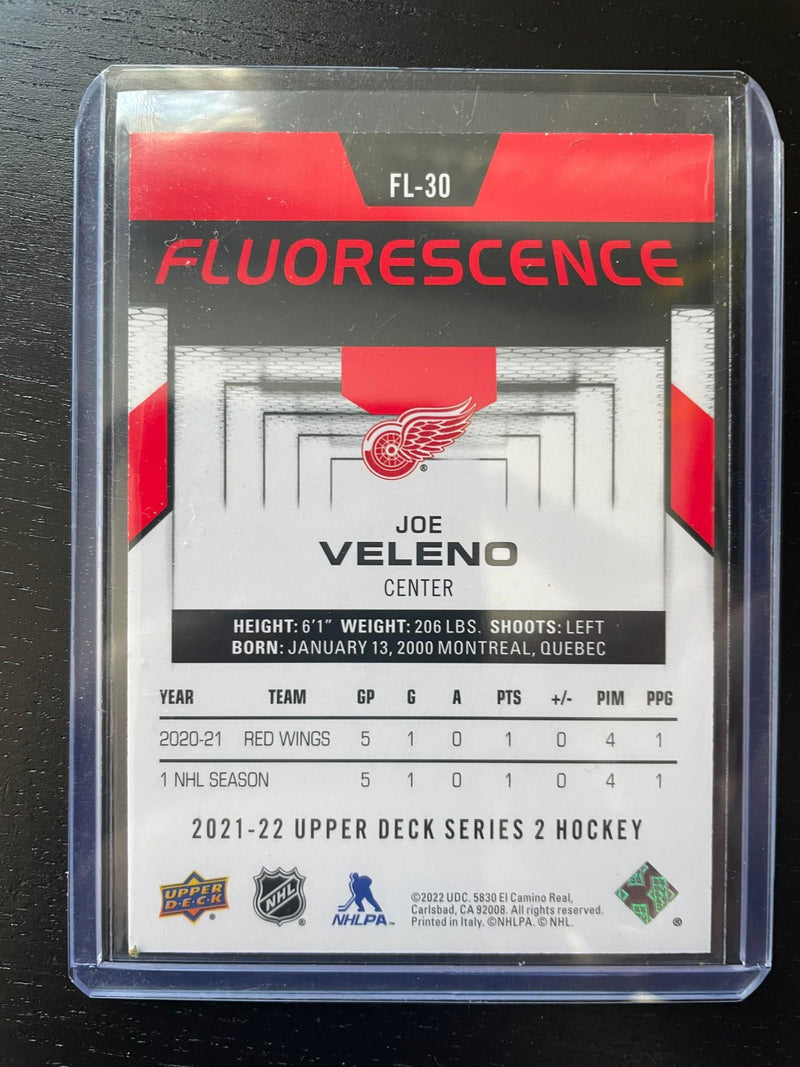 FL-30
FLUORESCENCE
®
JOE
VELENO
CENTER
HEIGHT: 6'1" WEIGHT: 206 LBS. SHOOTS: LEFT
BORN: JANUARY 13, 2000 MONTREAL, QUEBEC
YEAR TEAM GP G A PTS +/- PIM PPG
2020-21 RED WINGS 5 1 0 1 0 4 1
1 NHL SEASON 5 1 0 1 0 4 1
2021-22 UPPER DECK SERIES 2 HOCKEY
UPPER D·E·C·K ®
NHL ®
NHLPA™
©2022 UDC. 5830 El Camino Real,
Carlsbad, CA 92008. All rights reserved.
Printed in Italy. ©NHLPA. © NHL.
®